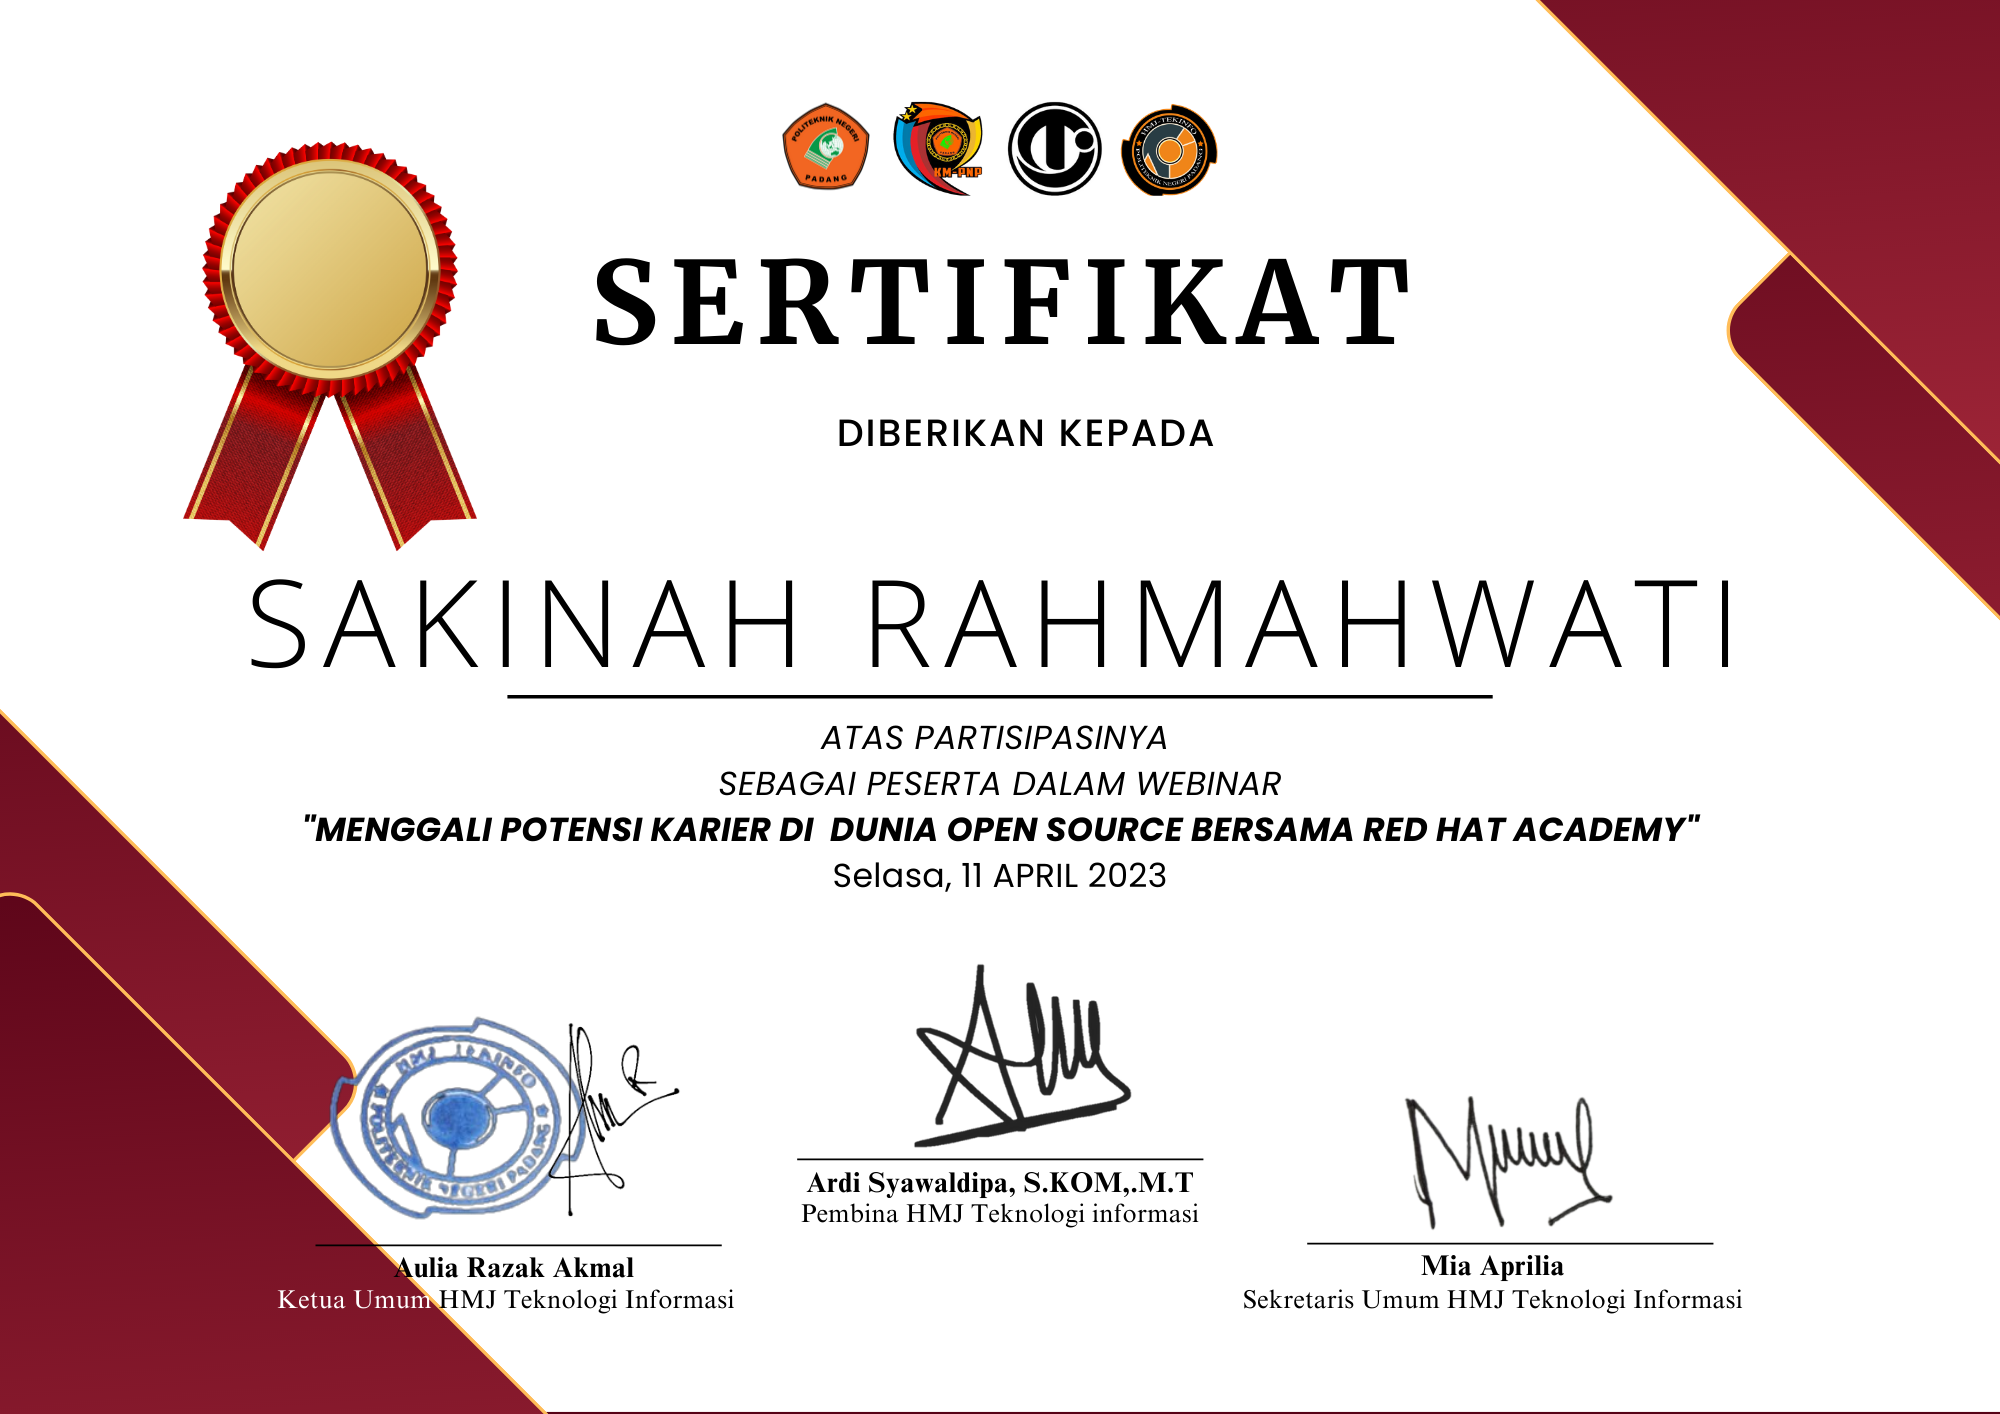 POLITEKNIK NEGERI
PADANG
KM-PNP
HMJ-TEKINFO
POLITEKNIK NEGERI PADANG
SERTIFIKAT
DIBERIKAN KEPADA
SAKINAH RAHMAHWATI
ATAS PARTISIPASINYA
SEBAGAI PESERTA DALAM WEBINAR
"MENGGALI POTENSI KARIER DI  DUNIA OPEN SOURCE BERSAMA RED HAT ACADEMY"
Selasa, 11 APRIL 2023
HMJ TEKINFO
POLITEKNIK NEGERI PADANG
Ardi Syawaldipa, S.KOM,.M.T
Pembina HMJ Teknologi informasi
Aulia Razak Akmal
Ketua Umum HMJ Teknologi Informasi
Mia Aprilia
Sekretaris Umum HMJ Teknologi Informasi